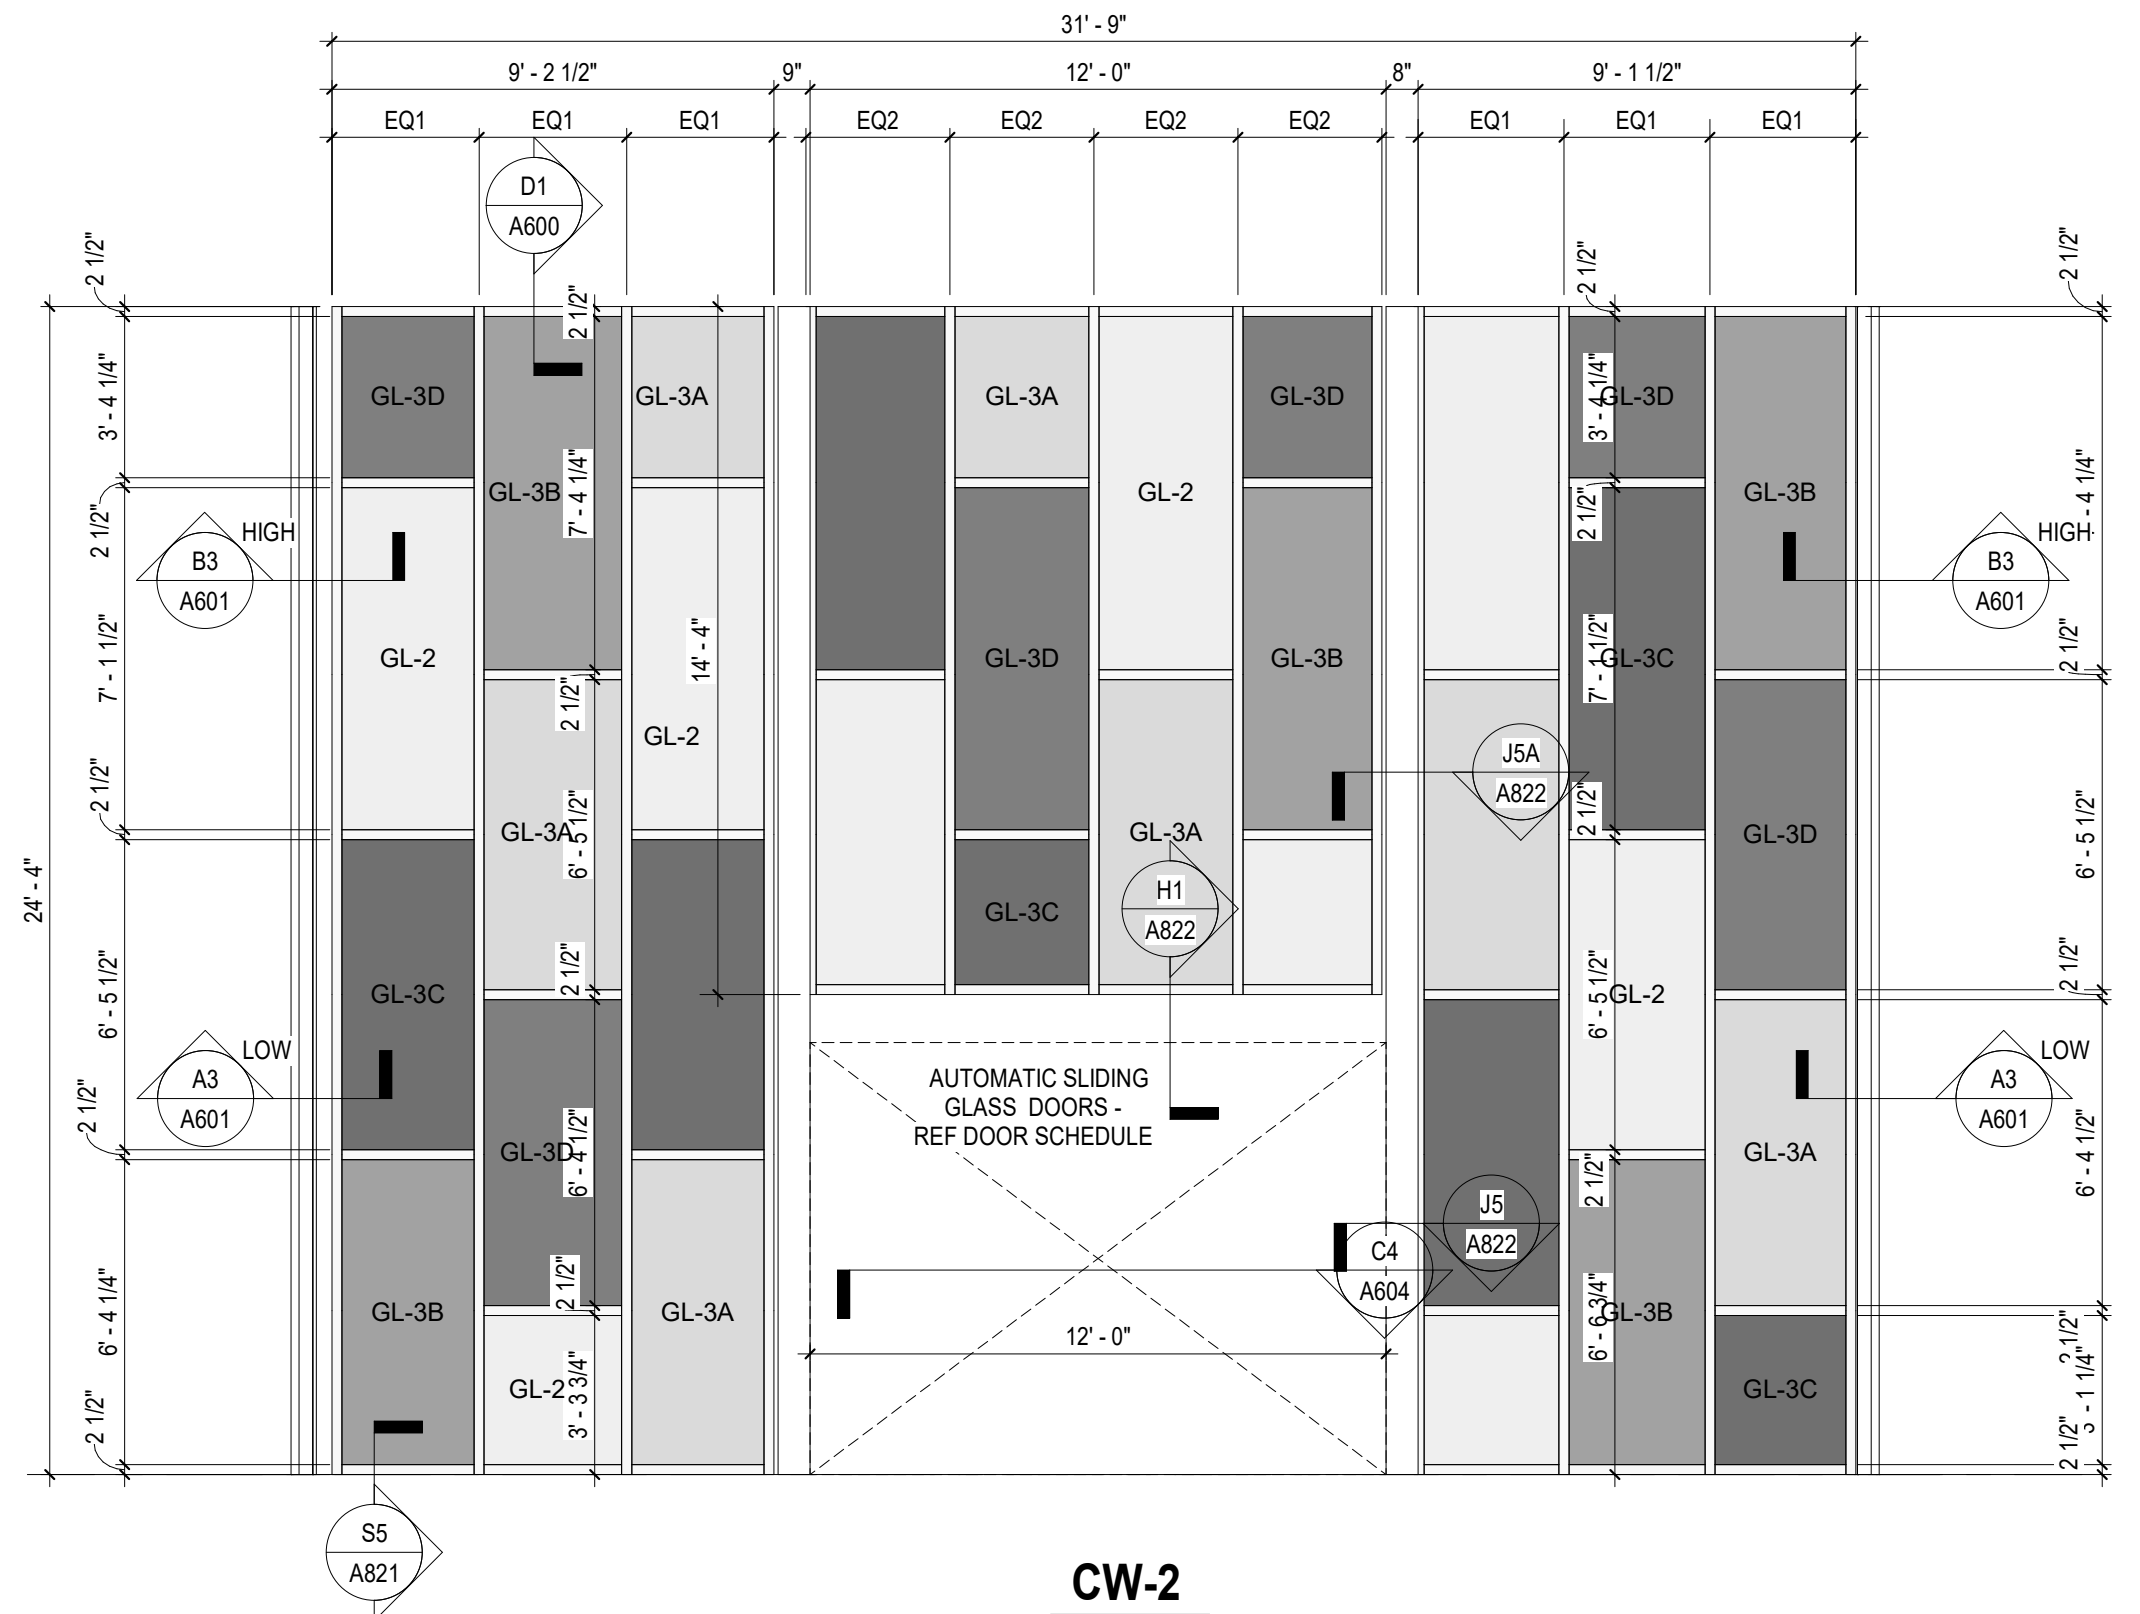 31' - 9"
9' - 2 1/2" 9" 12' - 0" 8" 9' - 1 1/2"
EQ1 EQ1 EQ1 EQ2 EQ2 EQ2 EQ2 EQ1 EQ1 EQ1
D1
A600
2 1/2" 2 1/2" 2 1/2" 2 1/2"
3' - 4 1/4" GL-3D GL-3A GL-3A GL-3D 3' - 4 1/4" GL-3D
GL-3B 7' - 4 1/4" GL-2 GL-3B - 4 1/4"
2 1/2" 2 1/2"
HIGH HIGH
B3 B3
A601 A601
7' - 1 1/2" GL-2 14' - 4" GL-3D GL-3B 7' - 1 1/2" GL-3C 2 1/2"
2 1/2" GL-2
2 1/2" J5A
A822 2 1/2"
GL-3A 6' - 5 1/2" GL-3A GL-3D 6' - 5 1/2"
24' - 4"
H1
A822
GL-3C
6' - 5 1/2" GL-3C 2 1/2" 6' - 5 1/2" GL-2 2 1/2"
LOW LOW
A3 A3
A601 A601
AUTOMATIC SLIDING
GLASS DOORS -
REF DOOR SCHEDULE
2 1/2" GL-3D 6' - 4 1/2" 2 1/2" GL-3A 6' - 4 1/2"
J5
A822
C4
A604
6' - 4 1/4" GL-3B 2 1/2" GL-3A 6' - 6 3/4" GL-3B 2 1/2"
12' - 0"
2 1/2" GL-2 3' - 3 3/4" GL-3C 2 1/2" 3' - 1 1/4"
S5
A821
CW-2